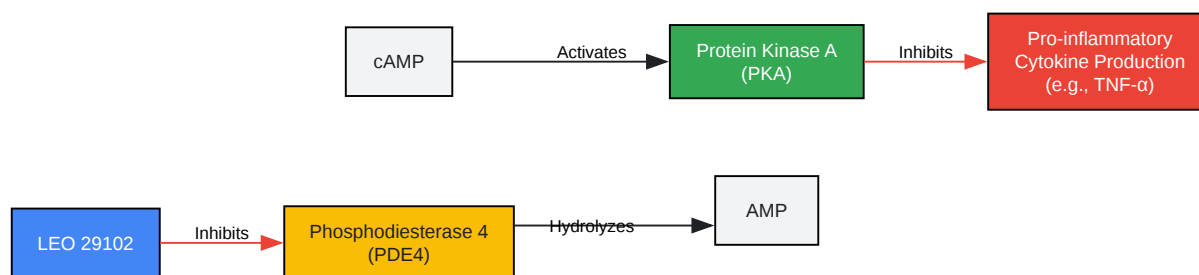 cAMP
Activates
Protein Kinase A
(PKA)
Inhibits
Pro-inflammatory
Cytokine Production
(e.g., TNF-α)
LEO 29102
Inhibits
Phosphodiesterase 4
(PDE4)
Hydrolyzes
AMP